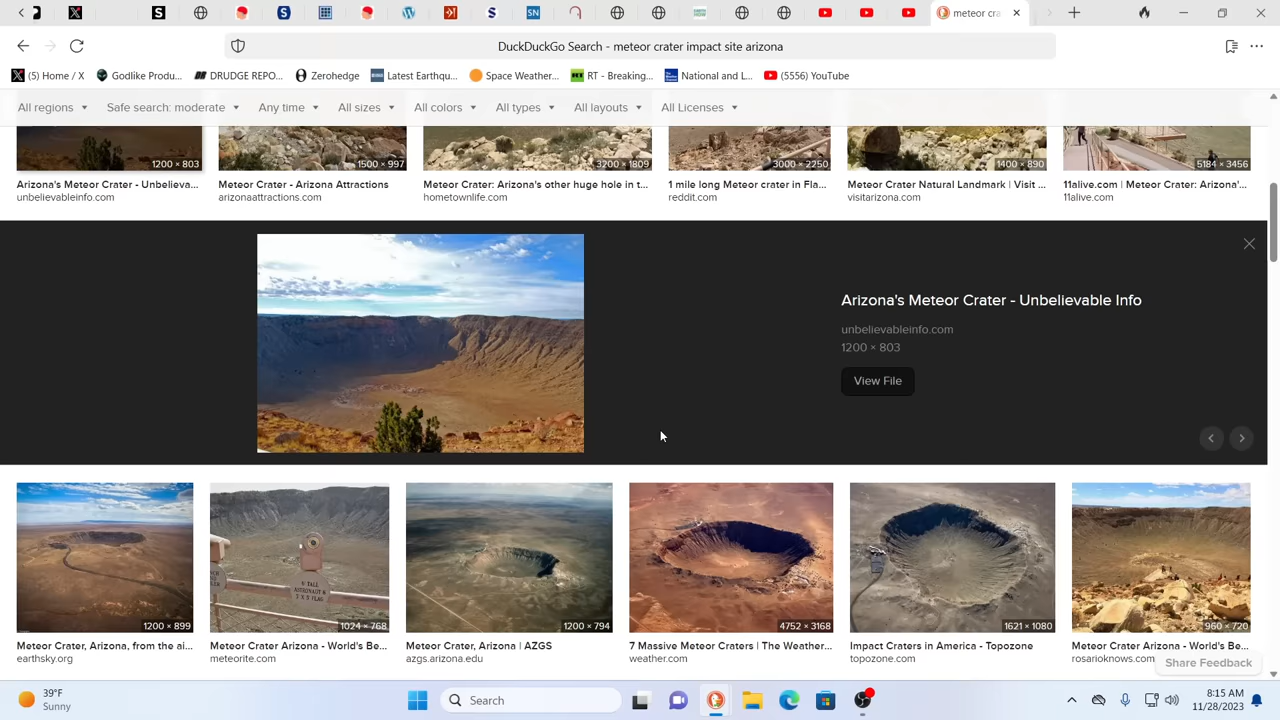 DuckDuckGo Search - meteor crater impact site arizona
(5) Home / X
Godlike Produ...
DRUDGE REPO...
Zerohedge
Latest Earthqu...
Space Weather...
RT - Breaking...
National and L...
(5556) YouTube
meteor cra
All regions
Safe search: moderate
Any time
All sizes
All colors
All types
All layouts
All Licenses
1200 × 803
1500 × 997
3200 × 1809
3000 × 2250
1400 × 890
5184 × 3456
Arizona's Meteor Crater - Unbelieva...
unbelievableinfo.com
Meteor Crater - Arizona Attractions
arizonaattractions.com
Meteor Crater: Arizona's other huge hole in t...
hometownlife.com
1 mile long Meteor crater in Fla...
reddit.com
Meteor Crater Natural Landmark | Visit ...
visitarizona.com
11alive.com | Meteor Crater: Arizona'...
11alive.com
Arizona's Meteor Crater - Unbelievable Info
unbelievableinfo.com
1200 × 803
View File
6' TALL
ASTRONAUT &
3 X 5' FLAG
1200 × 899
1024 × 768
1200 × 794
4752 × 3168
1621 × 1080
960 × 720
Meteor Crater, Arizona, from the ai...
earthsky.org
Meteor Crater Arizona - World's Be...
meteorite.com
Meteor Crater, Arizona | AZGS
azgs.arizona.edu
7 Massive Meteor Craters | The Weather...
weather.com
Impact Craters in America - Topozone
topozone.com
Meteor Crater Arizona - World's Be...
rosarioknows.com
Share Feedback
39°F
Sunny
Search
8:15 AM
11/28/2023